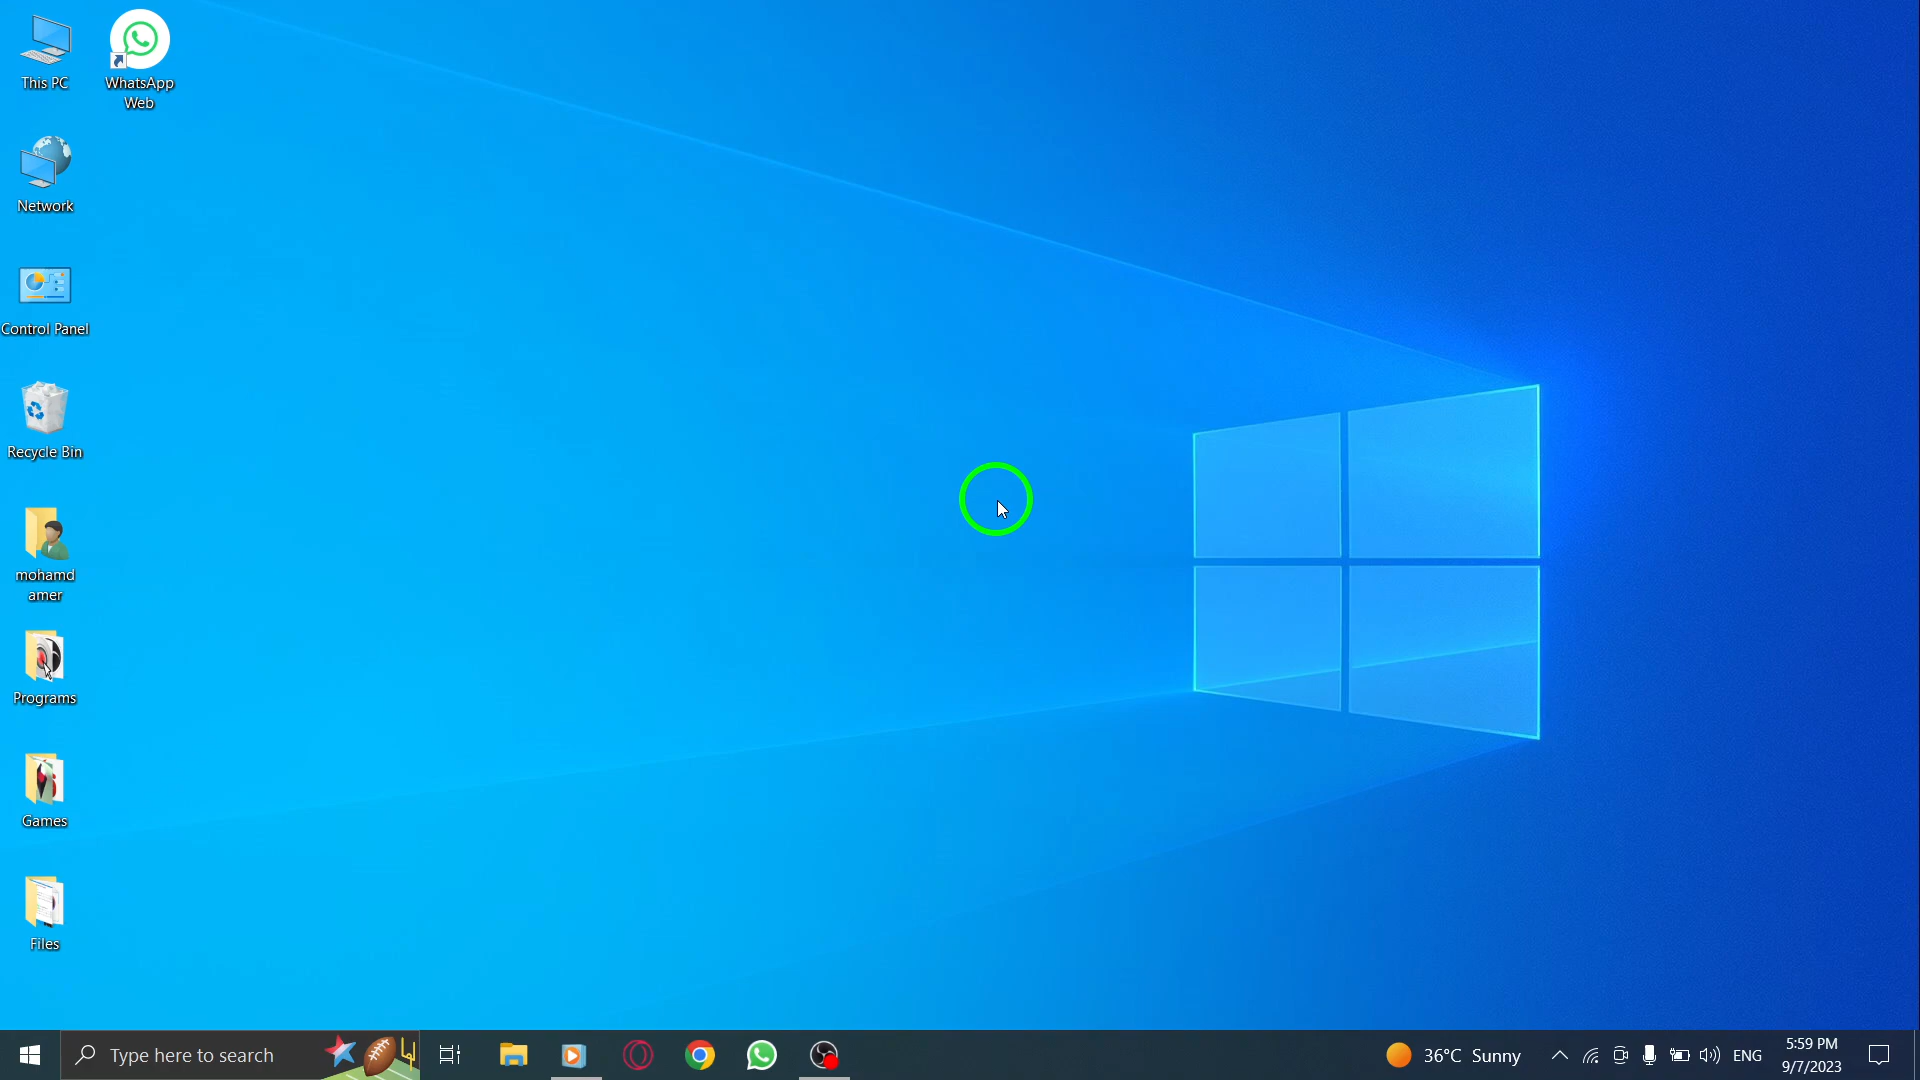 This PC
WhatsApp
Web
Network
Control Panel
Recycle Bin
mohamd
amer
Programs
Games
Files
Type here to search
36°C Sunny
ENG
5:59 PM
9/7/2023